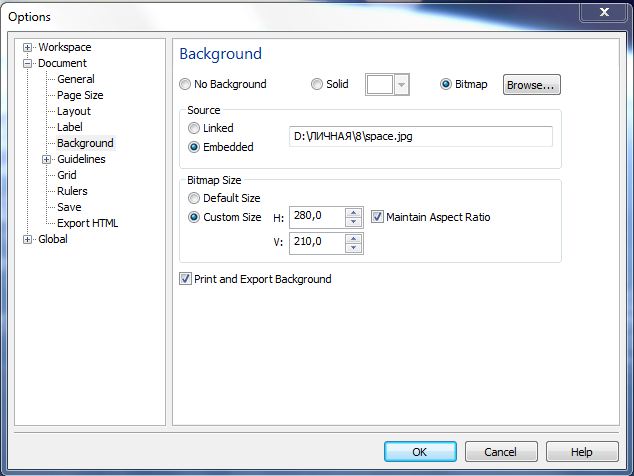 Options
Workspace
Document
General
Page Size
Layout
Label
Background
Guidelines
Grid
Rulers
Save
Export HTML
Global
Background
No Background Solid Bitmap Browse...
Source
Linked
Embedded
D:\ЛИЧНАЯ\8\space.jpg
Bitmap Size
Default Size
Custom Size H: 280,0 Maintain Aspect Ratio
V: 210,0
Print and Export Background
OK Cancel Help